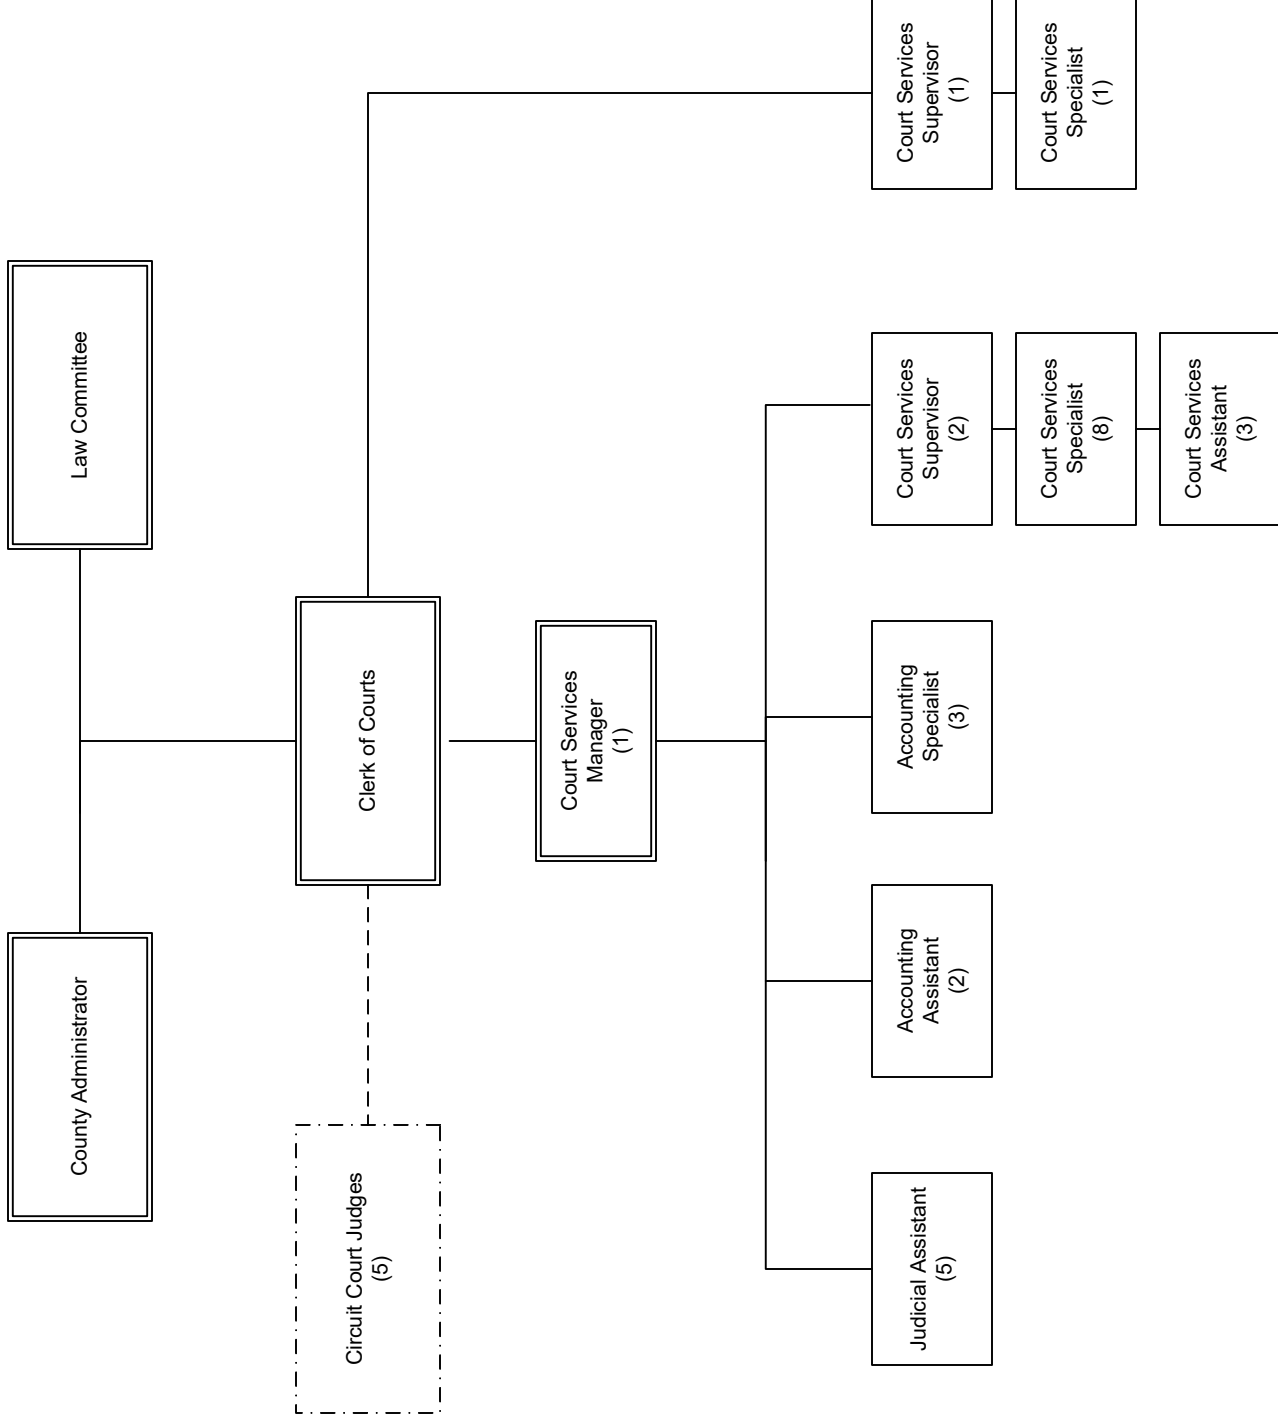 County Administrator
Law Committee
Circuit Court Judges
(5)
Clerk of Courts
Court Services
Manager
(1)
Judicial Assistant
(5)
Accounting
Assistant
(2)
Accounting
Specialist
(3)
Court Services
Supervisor
(2)
Court Services
Supervisor
(1)
Court Services
Specialist
(8)
Court Services
Specialist
(1)
Court Services
Assistant
(3)